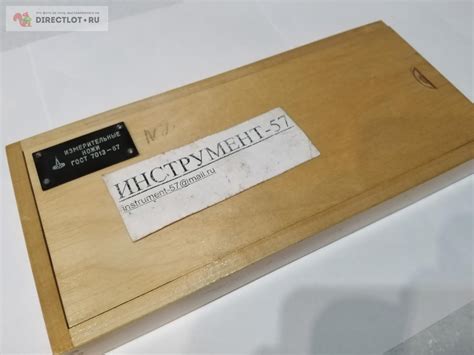 DIRECTLOT.RU
ИЗМЕРИТЕЛЬНЫЕ
НОЖИ
ГОСТ 7013-67
ИНСТРУМЕНТ-57
instrument-57@mail.ru